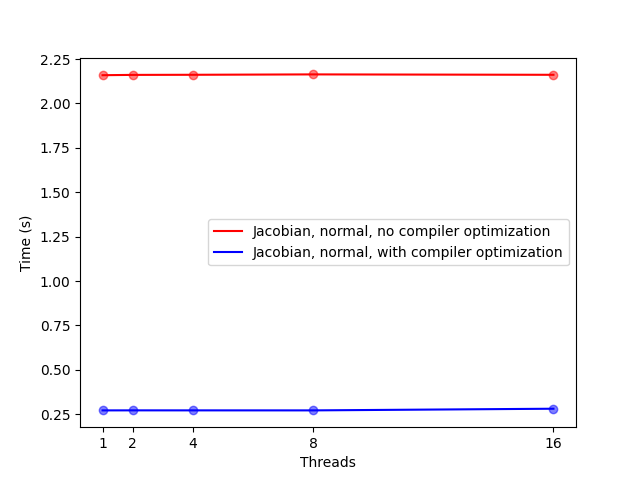 2.25
2.00
1.75
1.50
1.25
1.00
0.75
0.50
0.25
Time (s)
Jacobian, normal, no compiler optimization
Jacobian, normal, with compiler optimization
1 2 4 8 16
Threads